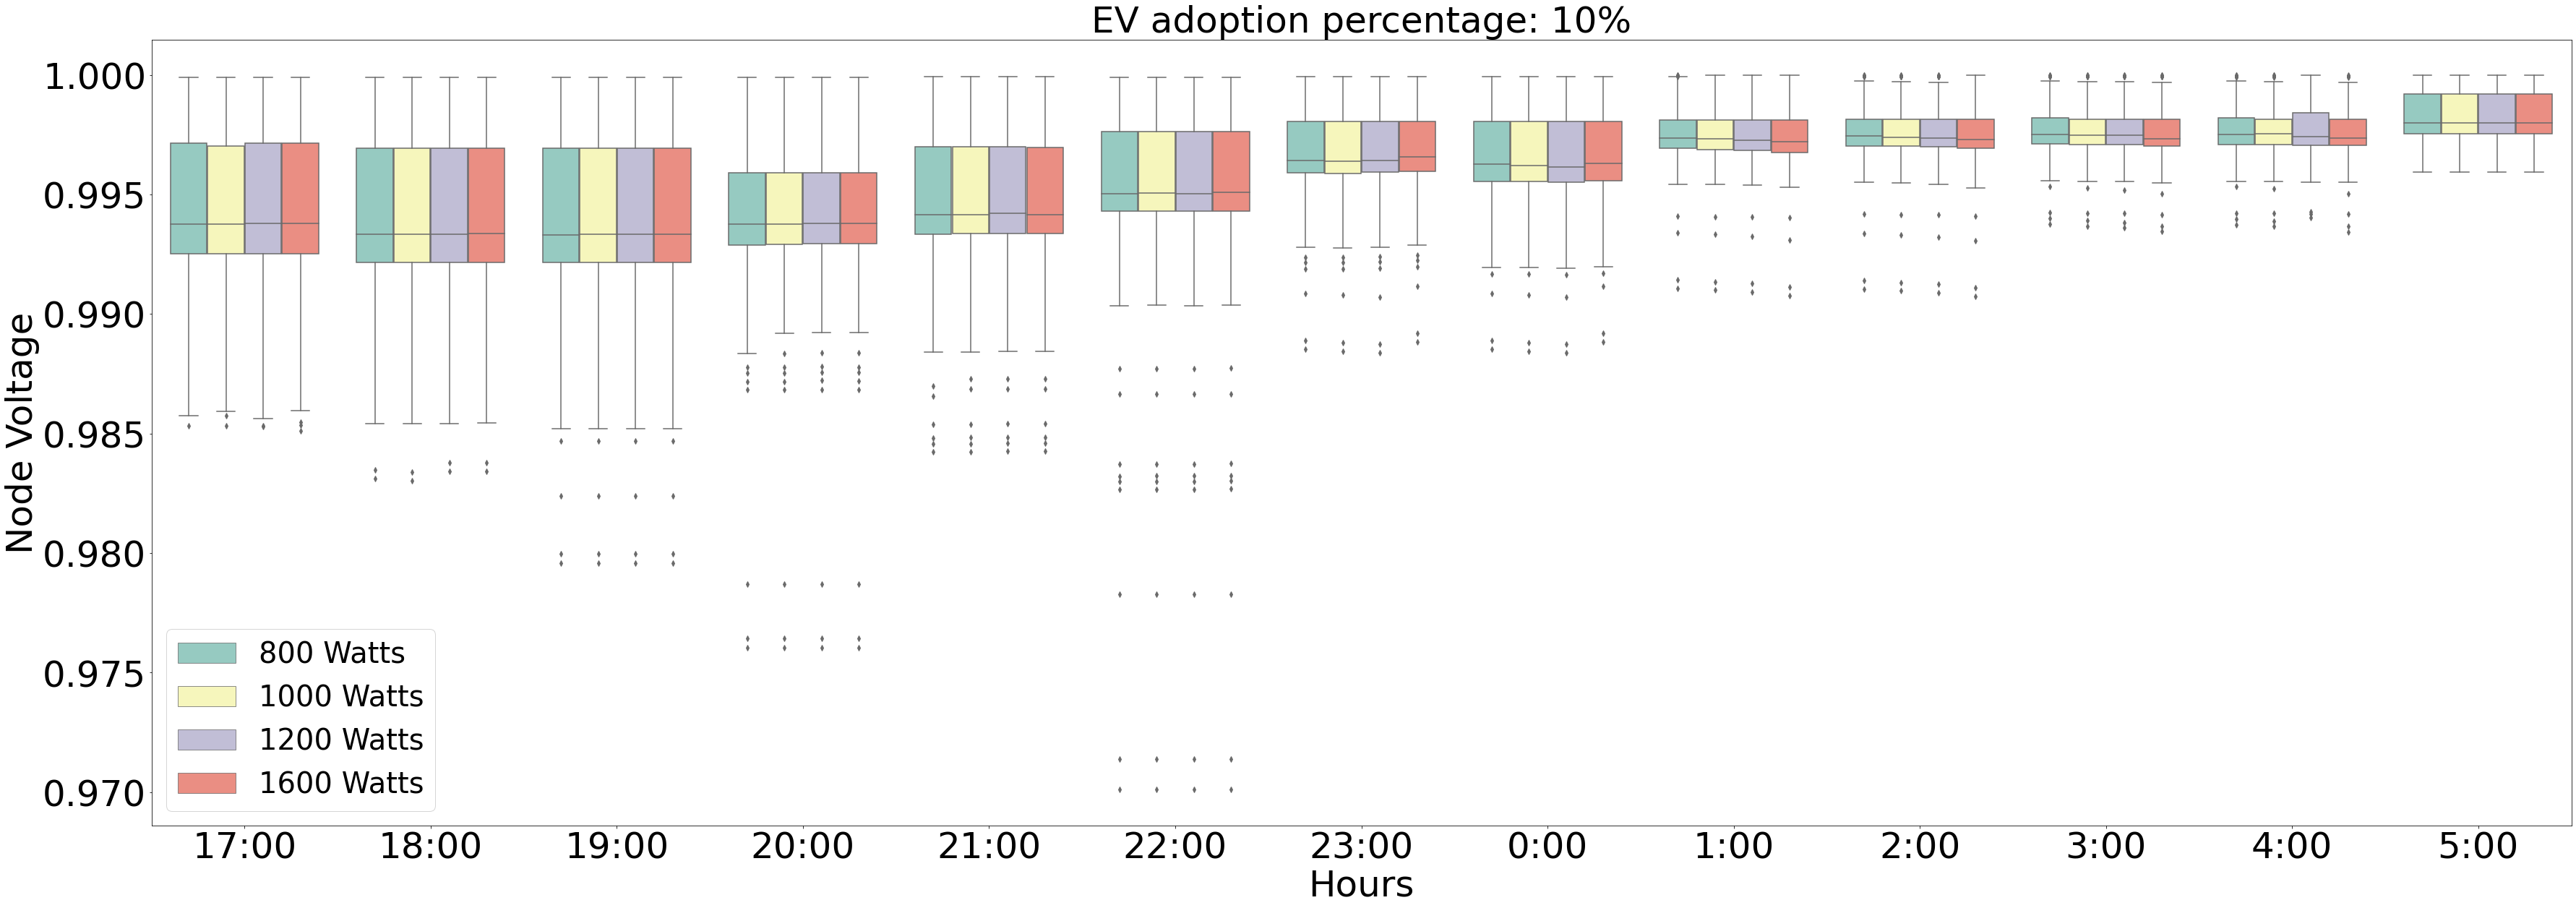 EV adoption percentage: 10%
1.000
0.995
0.990
0.985
0.980
0.975
0.970
Node Voltage
800 Watts
1000 Watts
1200 Watts
1600 Watts
17:00 18:00 19:00 20:00 21:00 22:00 23:00 0:00 1:00 2:00 3:00 4:00 5:00
Hours